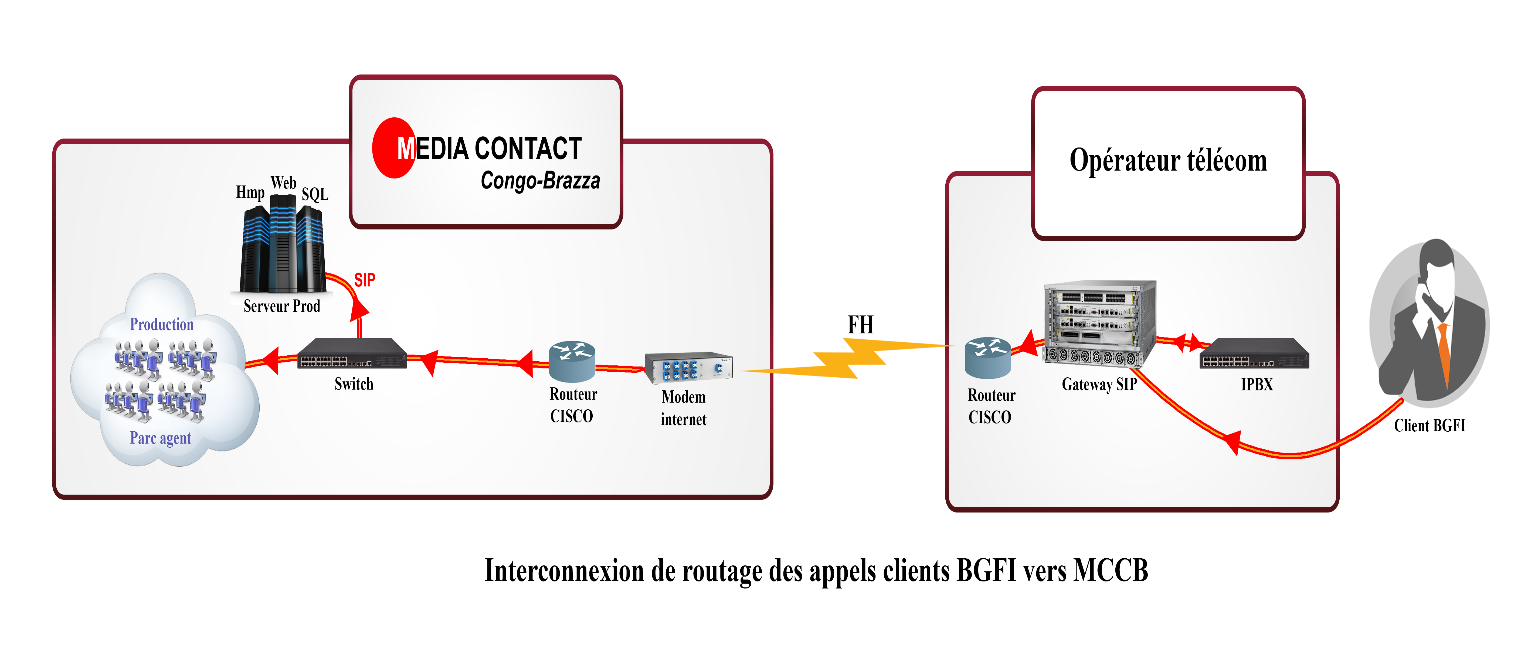 MEDIA CONTACT
Congo-Brazza
Opérateur télécom
Hmp
Web
SQL
SIP
Serveur Prod
Production
Parc agent
Switch
Routeur
CISCO
Modem
internet
FH
Routeur
CISCO
Gateway SIP
IPBX
Client BGFI
Interconnexion de routage des appels clients BGFI vers MCCB